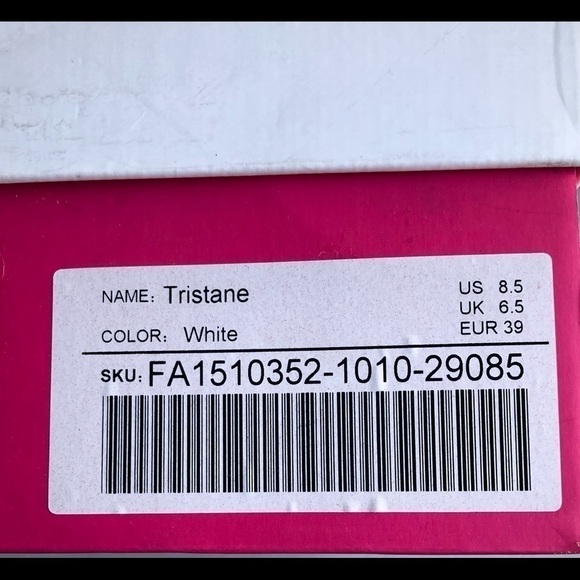 NAME: Tristane
US 8.5
UK 6.5
COLOR: White
EUR 39
SKU: FA1510352-1010-29085